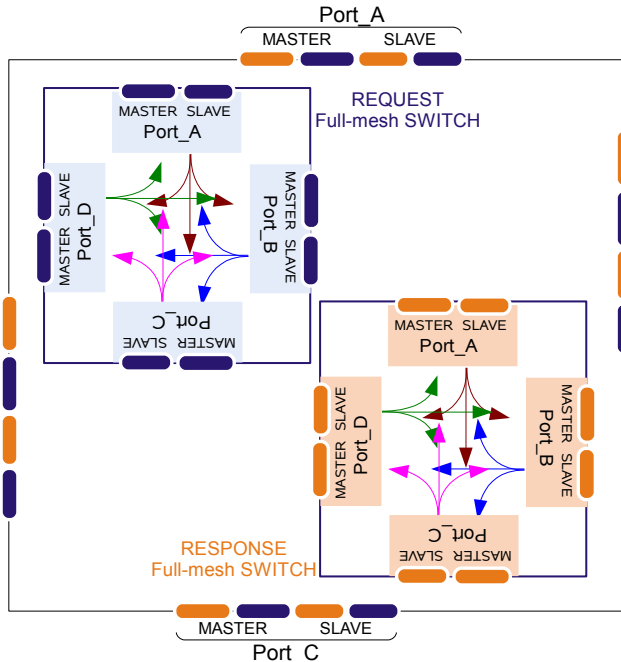 Port_A
MASTER SLAVE
REQUEST
Full-mesh SWITCH
MASTER SLAVE
Port_A
MASTER SLAVE
Port_D
MASTER SLAVE
Port_B
Port_C
SLAVE MASTER
MASTER SLAVE
Port_A
MASTER SLAVE
Port_D
MASTER SLAVE
Port_B
Port_C
SLAVE MASTER
RESPONSE
Full-mesh SWITCH
MASTER SLAVE
Port C